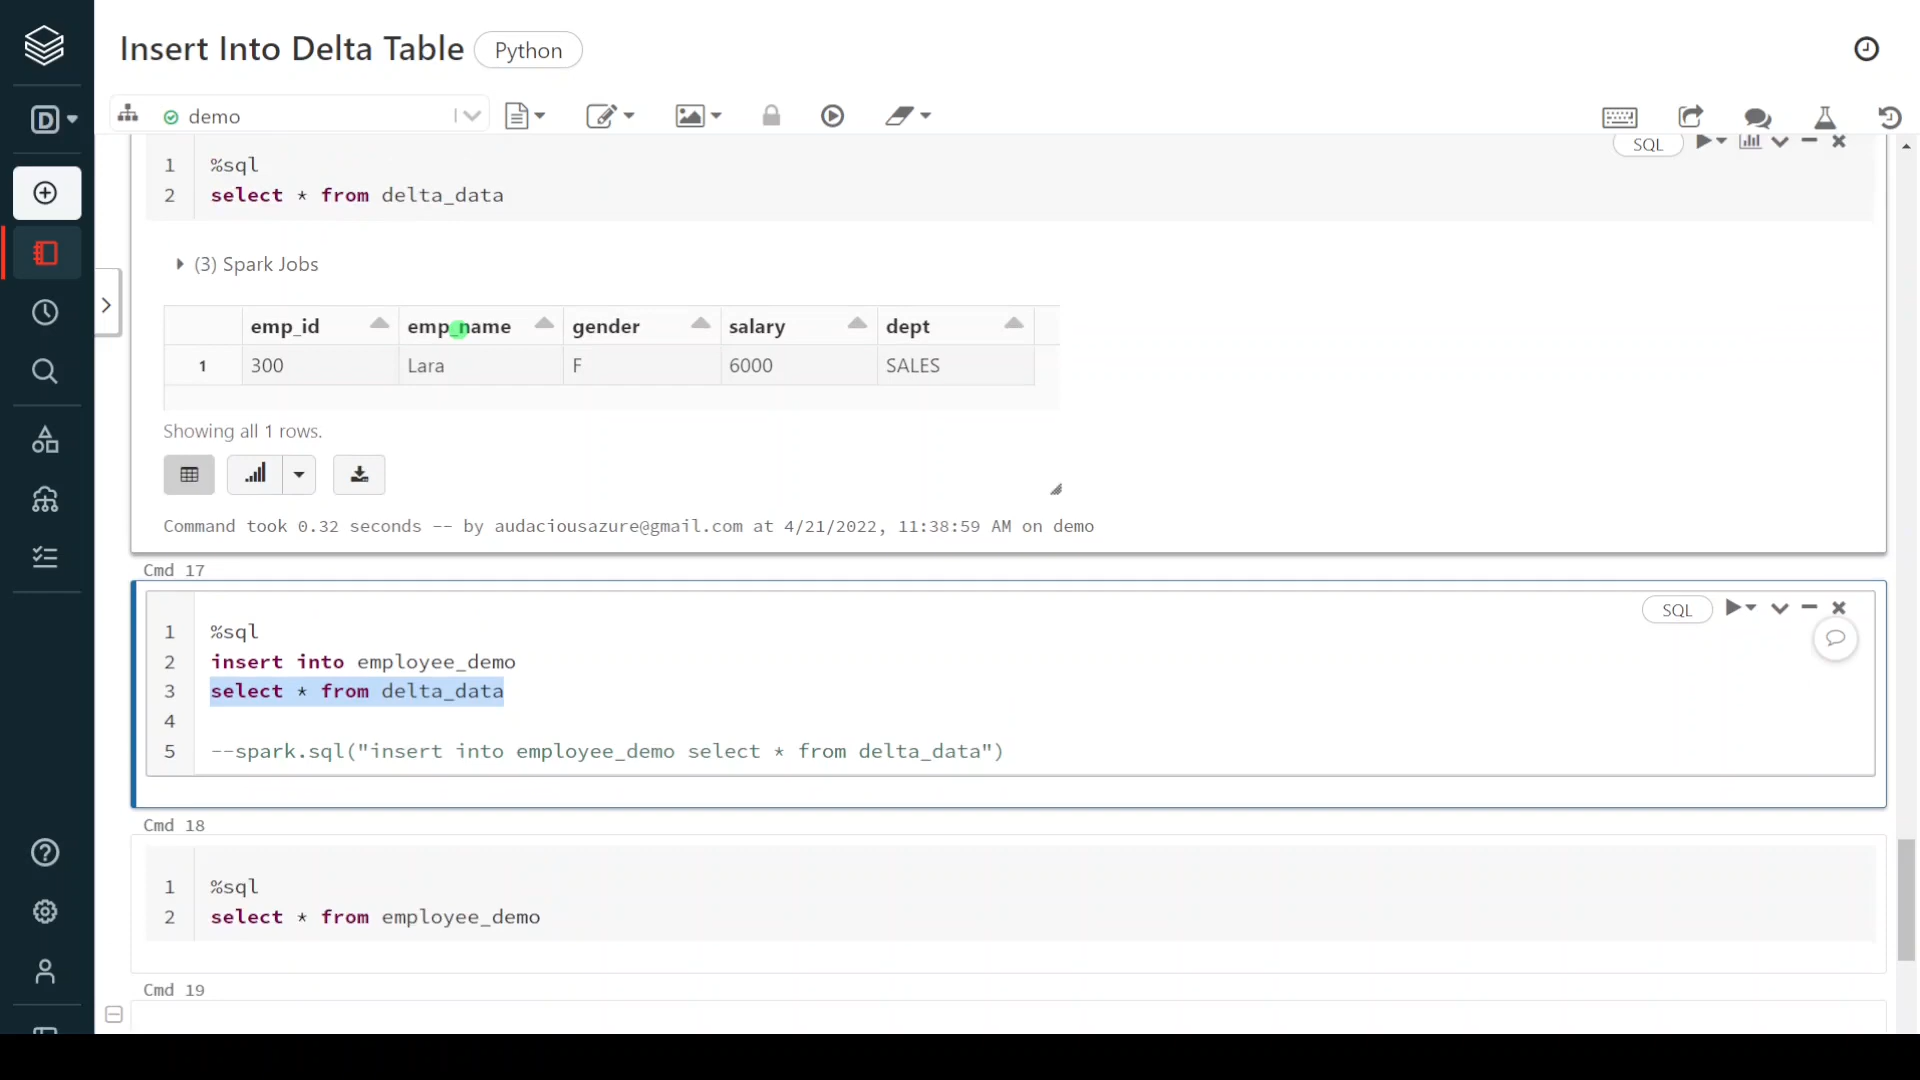 Insert Into Delta Table Python
demo
SQL
1 %sql
2 select * from delta_data
(3) Spark Jobs
emp_id emp_name gender salary dept
1 300 Lara F 6000 SALES
Showing all 1 rows.
Command took 0.32 seconds -- by audaciousazure@gmail.com at 4/21/2022, 11:38:59 AM on demo
Cmd 17
SQL
1 %sql
2 insert into employee_demo
3 select * from delta_data
4
5 --spark.sql("insert into employee_demo select * from delta_data")
Cmd 18
1 %sql
2 select * from employee_demo
Cmd 19